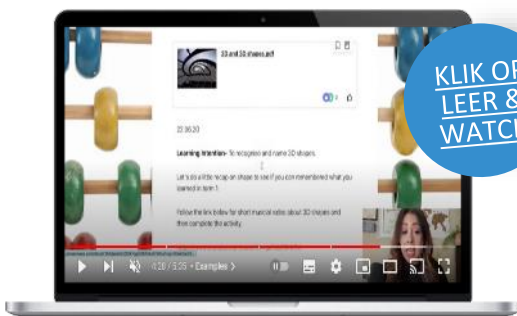 2D and 3D shapes.pdf
22.06.20
Learning Intention- To recognise and name 3D shapes.
Let's do a little recap on shape to see if you can remembered what you
learned in term 1.
Follow the link below for short musical video about 3D shapes and
then complete the activity.
4:20 / 5:35 • Examples >
KLIK OP
LEER &
WATCH